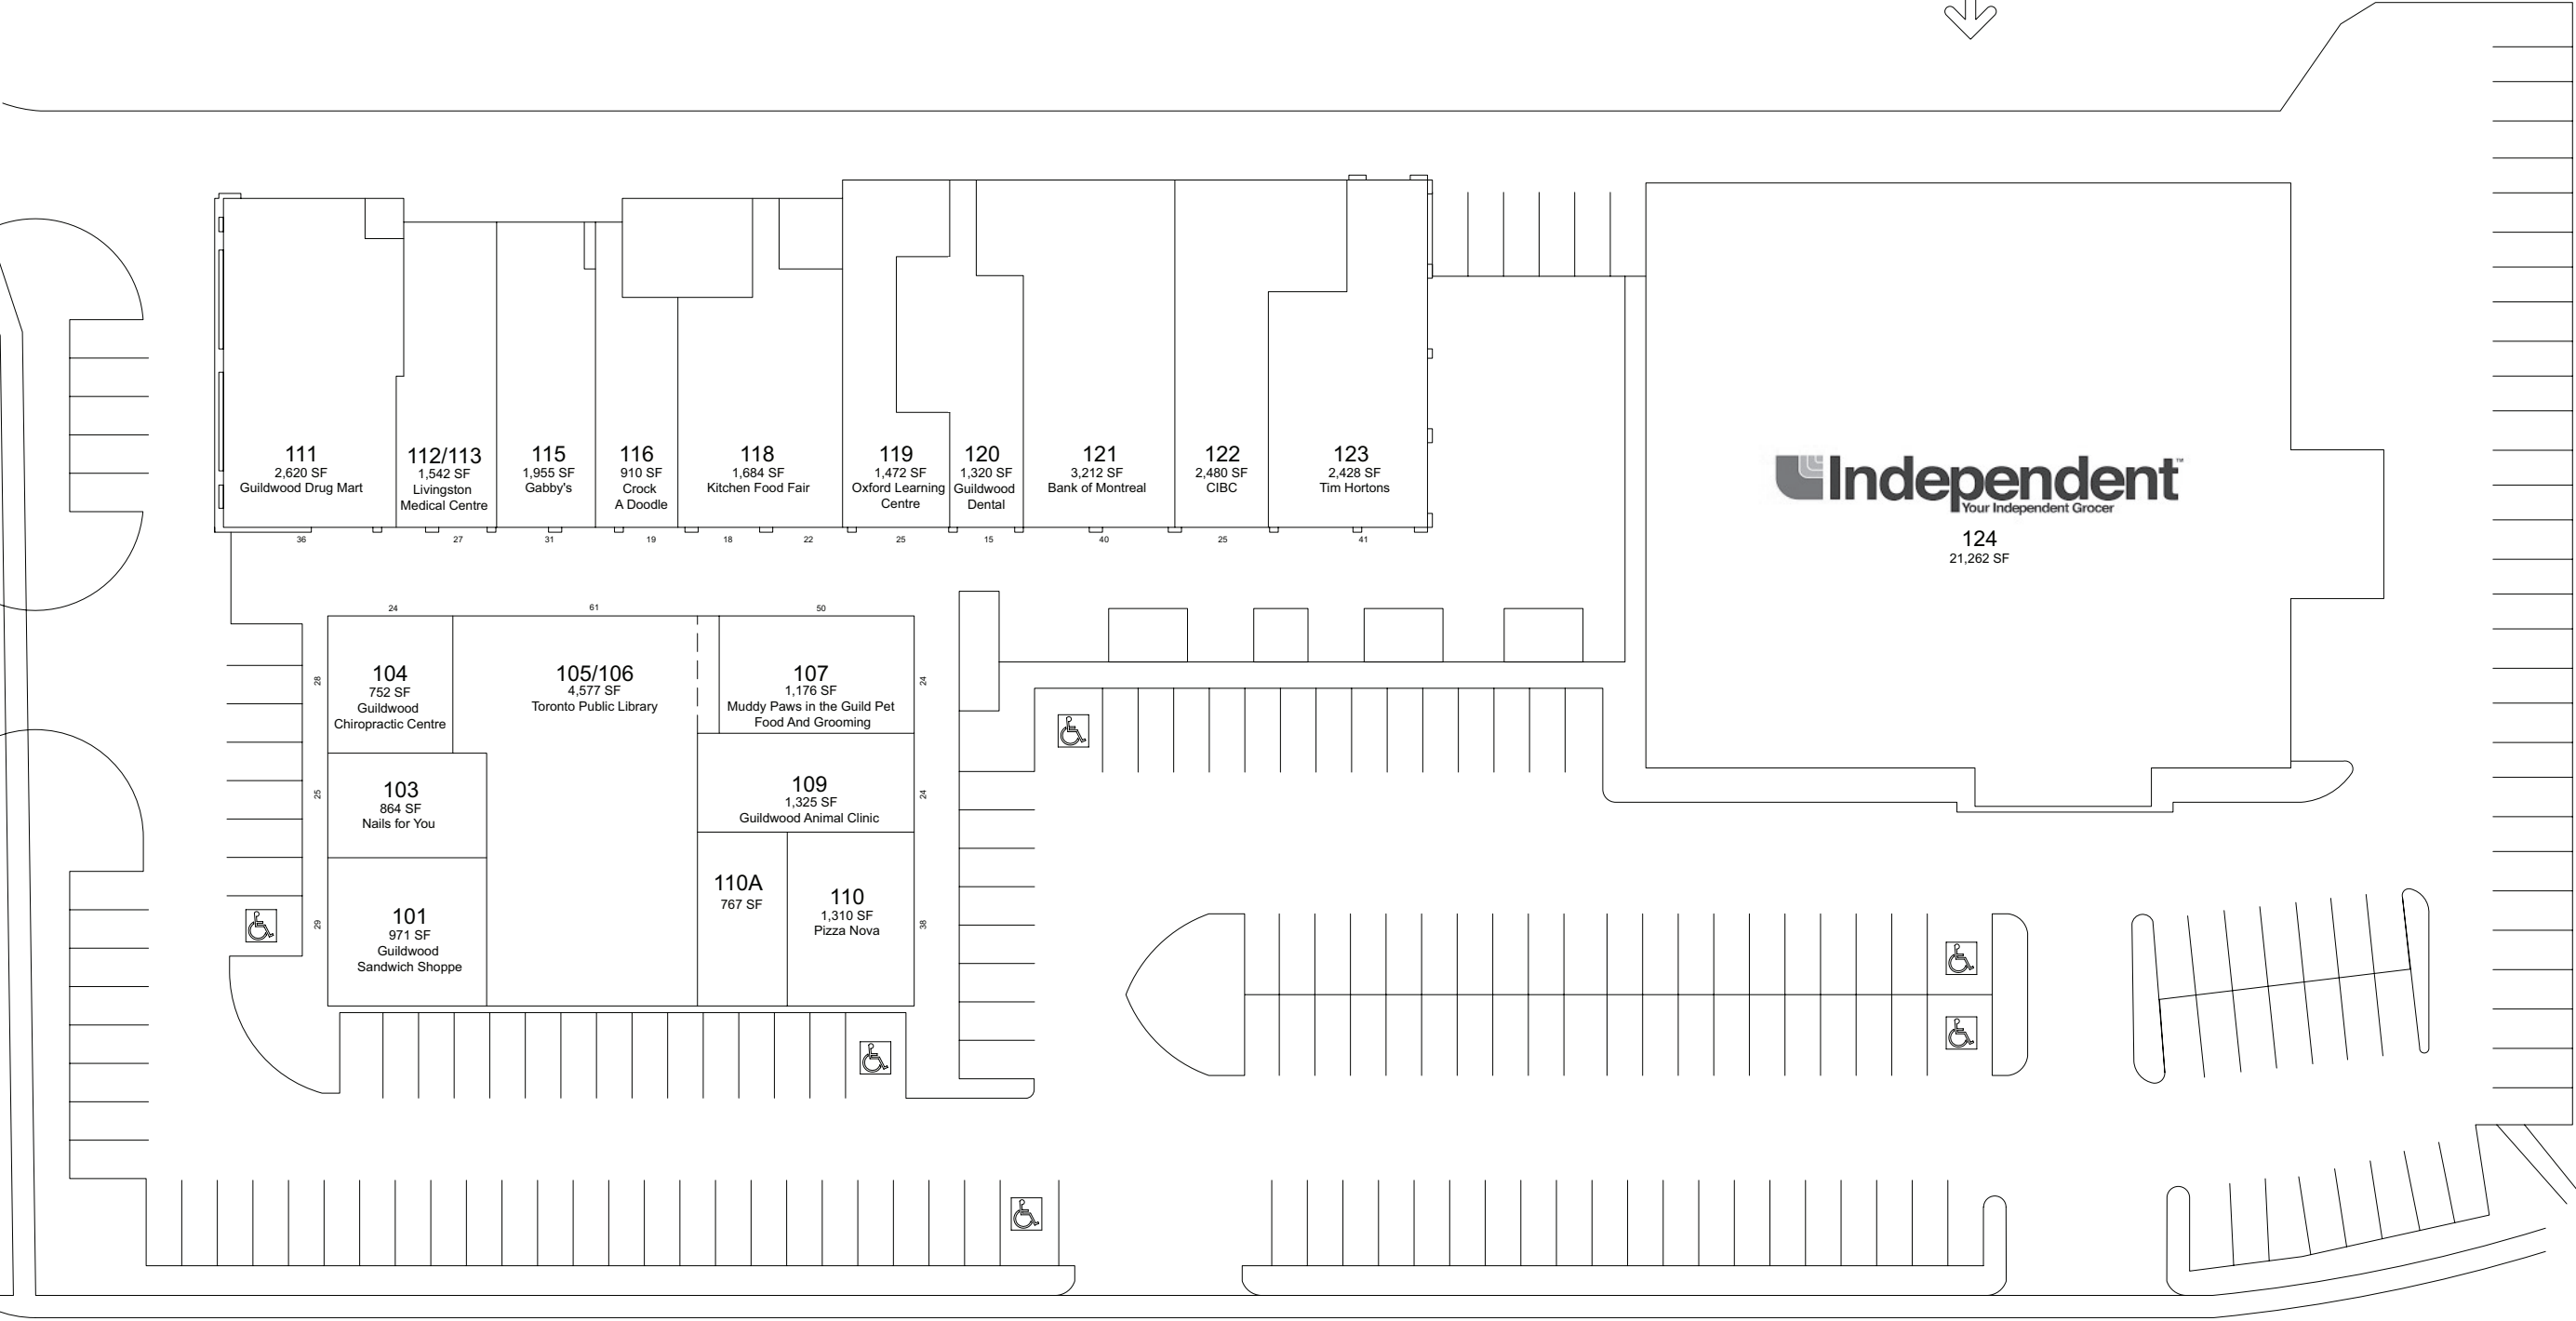 111
2,620 SF
Guildwood Drug Mart
112/113
1,542 SF
Livingston
Medical Centre
115
1,955 SF
Gabby's
116
910 SF
Crock
A Doodle
118
1,684 SF
Kitchen Food Fair
119
1,472 SF
Oxford Learning
Centre
120
1,320 SF
Guildwood
Dental
121
3,212 SF
Bank of Montreal
122
2,480 SF
CIBC
123
2,428 SF
Tim Hortons
Independent™
Your Independent Grocer
124
21,262 SF
36
27
31
19
18
22
25
15
40
25
41
24
61
50
28
25
29
104
752 SF
Guildwood
Chiropractic Centre
105/106
4,577 SF
Toronto Public Library
107
1,176 SF
Muddy Paws in the Guild Pet
Food And Grooming
24
24
38
103
864 SF
Nails for You
109
1,325 SF
Guildwood Animal Clinic
101
971 SF
Guildwood
Sandwich Shoppe
110A
767 SF
110
1,310 SF
Pizza Nova